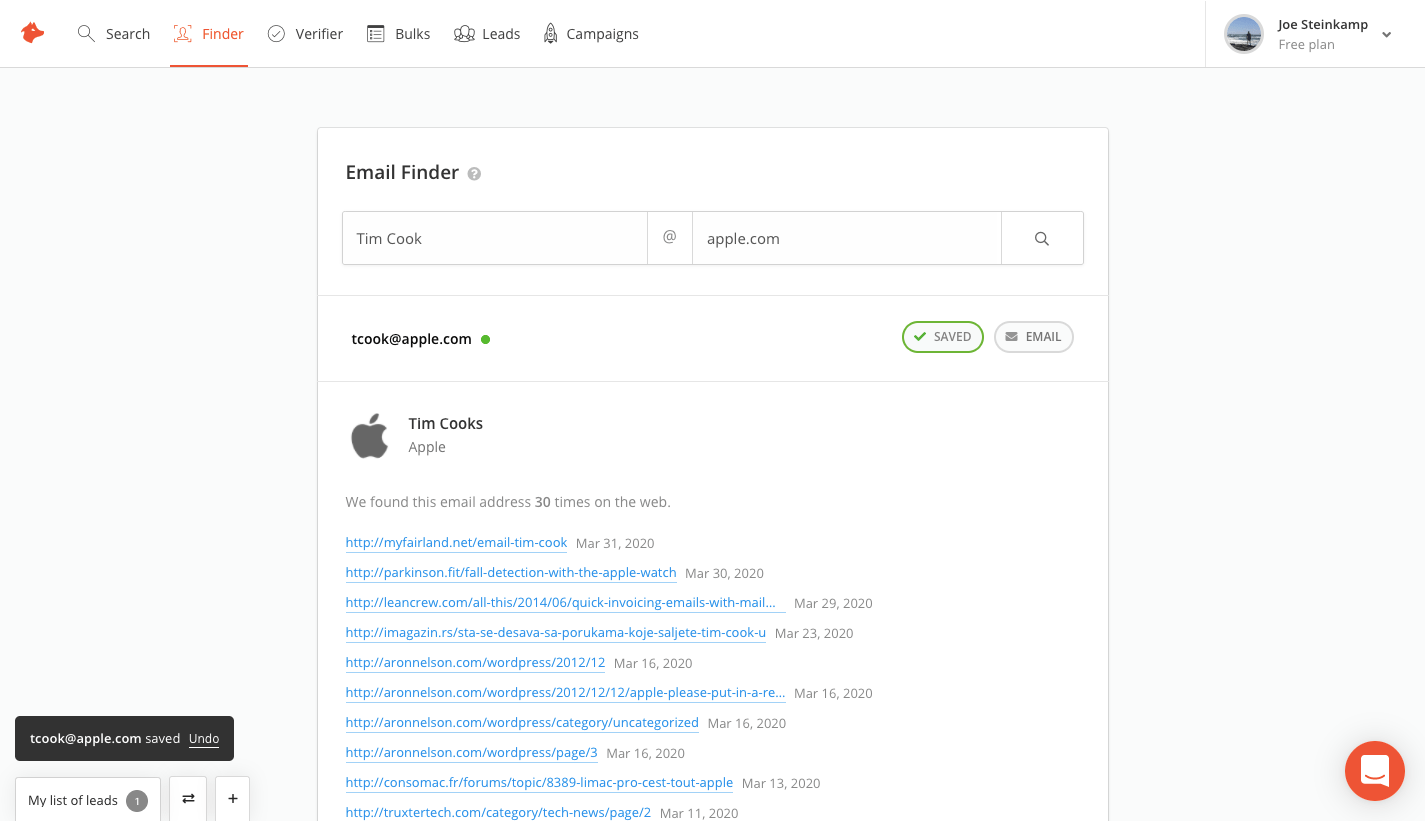 Search Finder Verifier Bulks Leads Campaigns
Joe Steinkamp
Free plan
Email Finder ?
Tim Cook @ apple.com
tcook@apple.com SAVED EMAIL
Tim Cooks
Apple
We found this email address 30 times on the web.
http://myfairland.net/email-tim-cook Mar 31, 2020
http://parkinson.fit/fall-detection-with-the-apple-watch Mar 30, 2020
http://leancrew.com/all-this/2014/06/quick-invoicing-emails-with-mail... Mar 29, 2020
http://imagazin.rs/sta-se-desava-sa-porukama-koje-saljete-tim-cook-u Mar 23, 2020
http://aronnelson.com/wordpress/2012/12 Mar 16, 2020
http://aronnelson.com/wordpress/2012/12/12/apple-please-put-in-a-re... Mar 16, 2020
http://aronnelson.com/wordpress/category/uncategorized Mar 16, 2020
http://aronnelson.com/wordpress/page/3 Mar 16, 2020
http://consomac.fr/forums/topic/8389-limac-pro-cest-tout-apple Mar 13, 2020
http://truxtertech.com/category/tech-news/page/2 Mar 11, 2020
tcook@apple.com saved Undo
My list of leads 1 +